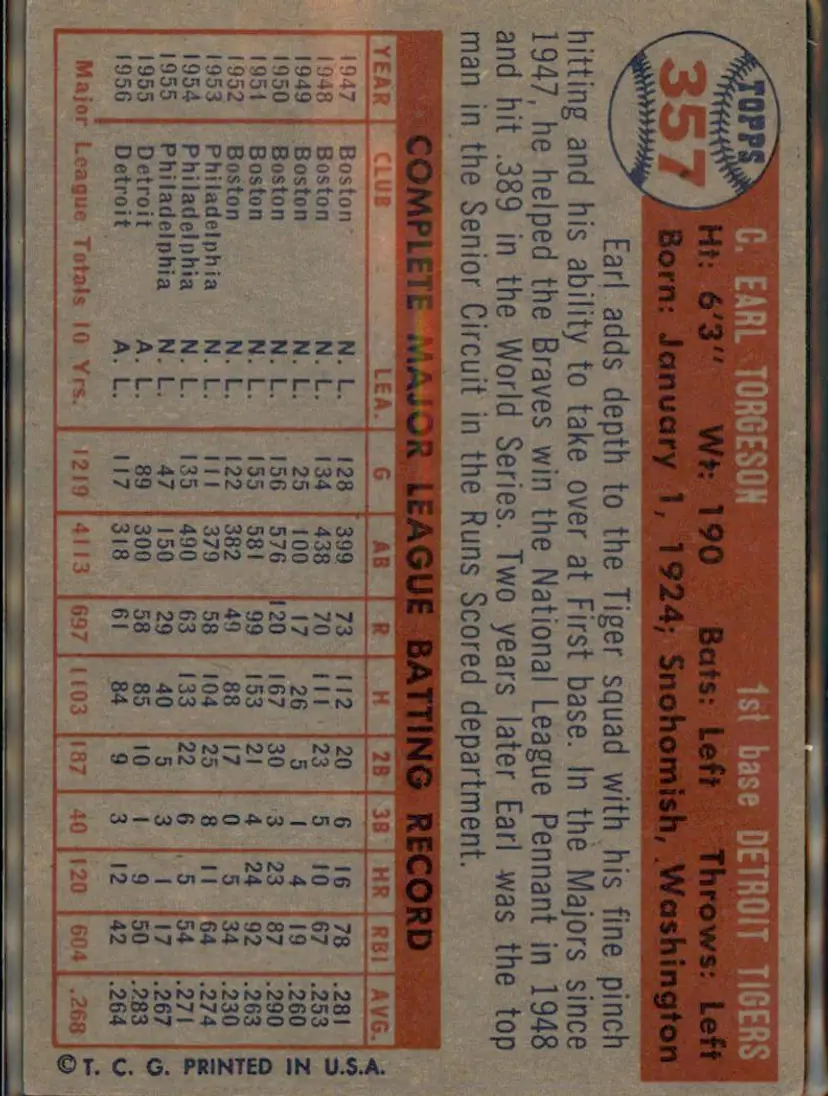 TOPPS
357
C. EARL TORGESON 1st base DETROIT TIGERS
Ht: 6'3" Wt: 190 Bats: Left Throws: Left
Born: January 1, 1924; Snohomish, Washington
Earl adds depth to the Tiger squad with his fine pinch
hitting and his ability to take over at First base. In the Majors since
1947, he helped the Braves win the National League Pennant in 1948
and hit .389 in the World Series. Two years later Earl was the top
man in the Senior Circuit in the Runs Scored department.
COMPLETE MAJOR LEAGUE BATTING RECORD
YEAR CLUB LEA. G AB R H 2B 3B HR RBI AVG.
1947 Boston N. L. 128 399 73 112 20 6 16 78 .281
1948 Boston N. L. 134 438 70 111 23 5 10 67 .253
1949 Boston N. L. 25 100 17 26 5 1 4 19 .260
1950 Boston N. L. 156 576 120 167 30 3 23 87 .290
1951 Boston N. L. 155 581 99 153 21 4 24 92 .263
1952 Boston N. L. 122 382 49 88 17 0 5 34 .230
1953 Philadelphia N. L. 111 379 58 104 25 8 11 64 .274
1954 Philadelphia N. L. 135 490 63 133 22 6 5 54 .271
1955 Philadelphia N. L. 47 150 29 40 5 3 1 17 .267
1955 Detroit A. L. 89 300 58 85 10 1 9 50 .283
1956 Detroit A. L. 117 318 61 84 9 3 12 42 .264
Major League Totals 10 Yrs. 1219 4113 697 1103 187 40 120 604 .268
© T. C. G. PRINTED IN U.S.A.